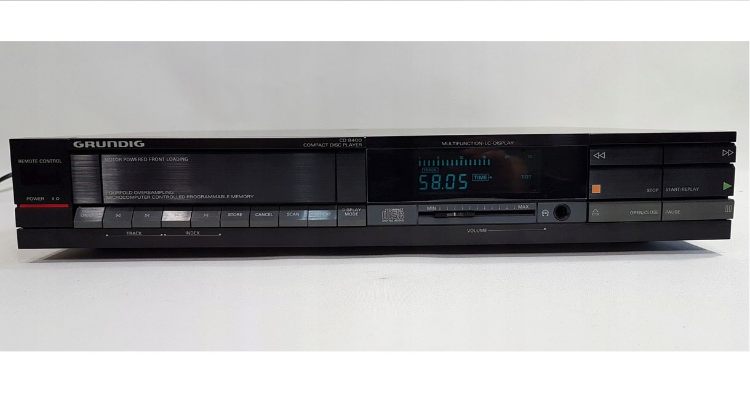 GRUNDIG
CD 8400
COMPACT DISC PLAYER
MULTIFUNCTION-LC-DISPLAY
REMOTE CONTROL
MOTOR POWERED FRONT LOADING
FOURFOLD OVERSAMPLING
MICROCOMPUTER CONTROLLED PROGRAMMABLE MEMORY
TRACK
58.05 TIME TOT
STOP START/REPLAY
POWER
STORE CANCEL SCAN DISPLAY
MODE
MIN MAX
OPEN/CLOSE PAUSE
TRACK INDEX
VOLUME